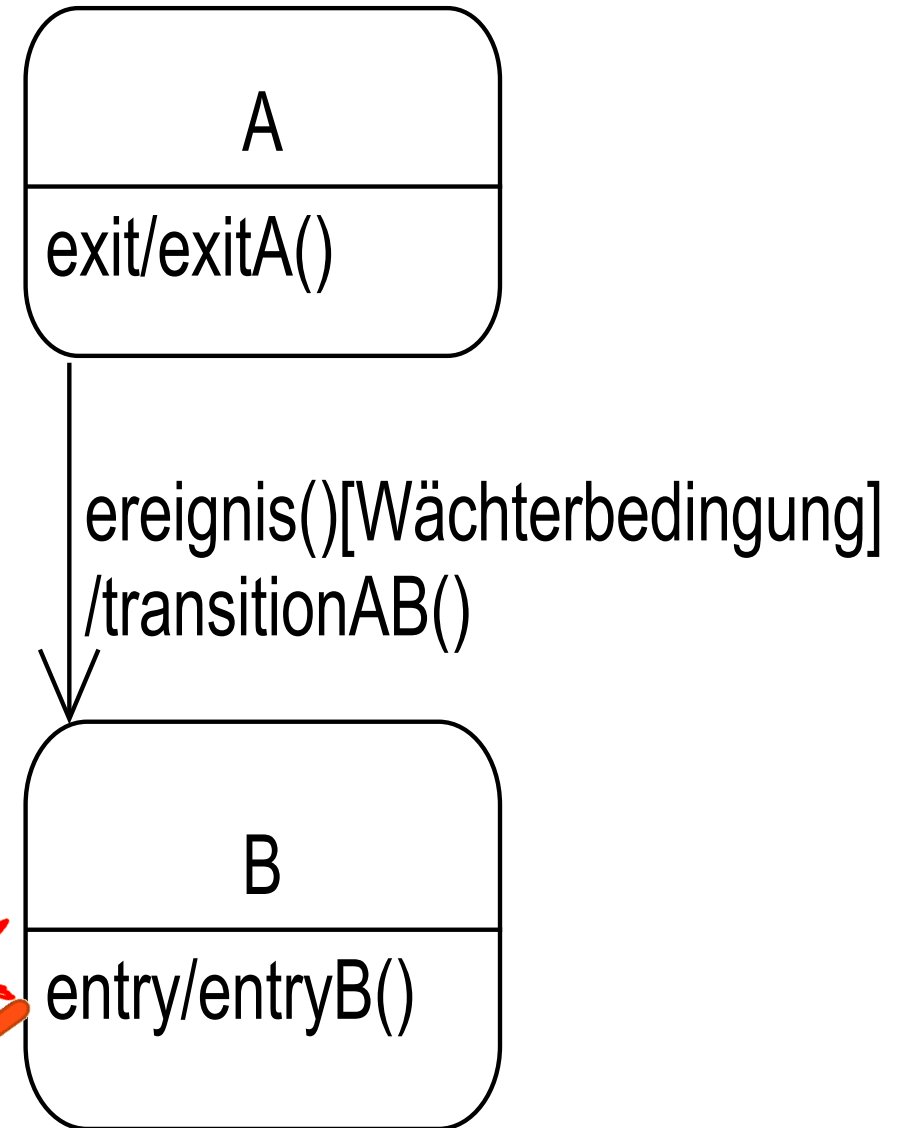 A
exit/exitA()
ereignis()[Wächterbedingung]
/transitionAB()
B
entry/entryB()